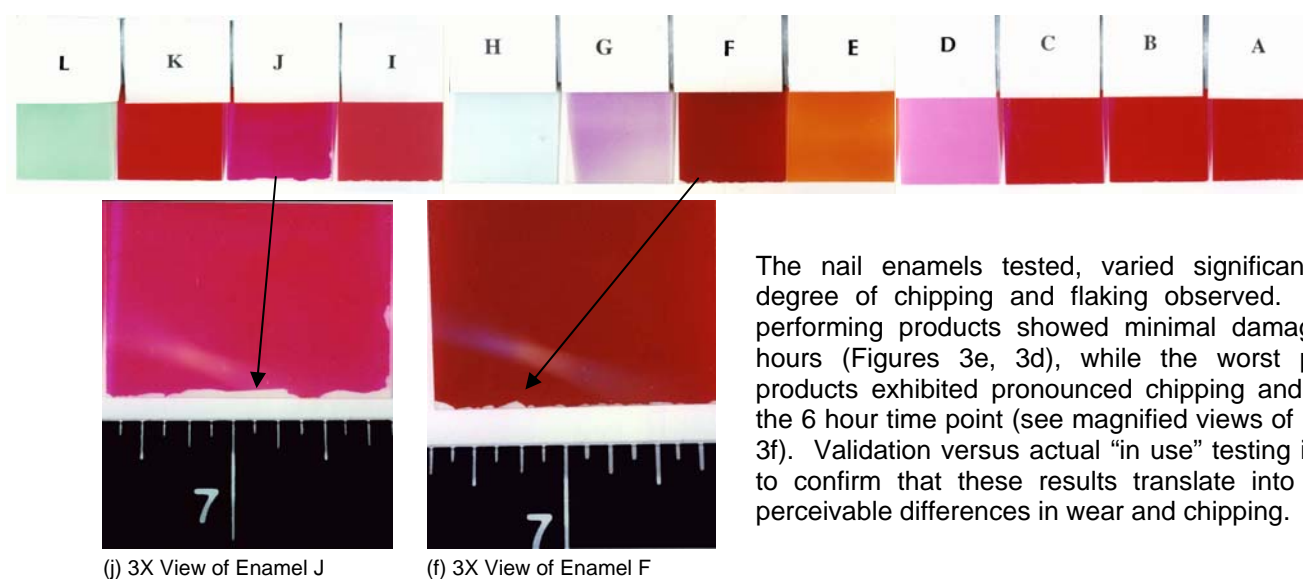 L K J I H G F E D C B A
7
7
(j) 3X View of Enamel J
(f) 3X View of Enamel F
The nail enamels tested, varied
degree of chipping and flaking observed.
performing products showed minimal
hours (Figures 3e, 3d), while the worst
products exhibited pronounced chipping and
the 6 hour time point (see magnified views of
3f). Validation versus actual “in use” testing
to confirm that these results translate into
perceivable differences in wear and chipping.